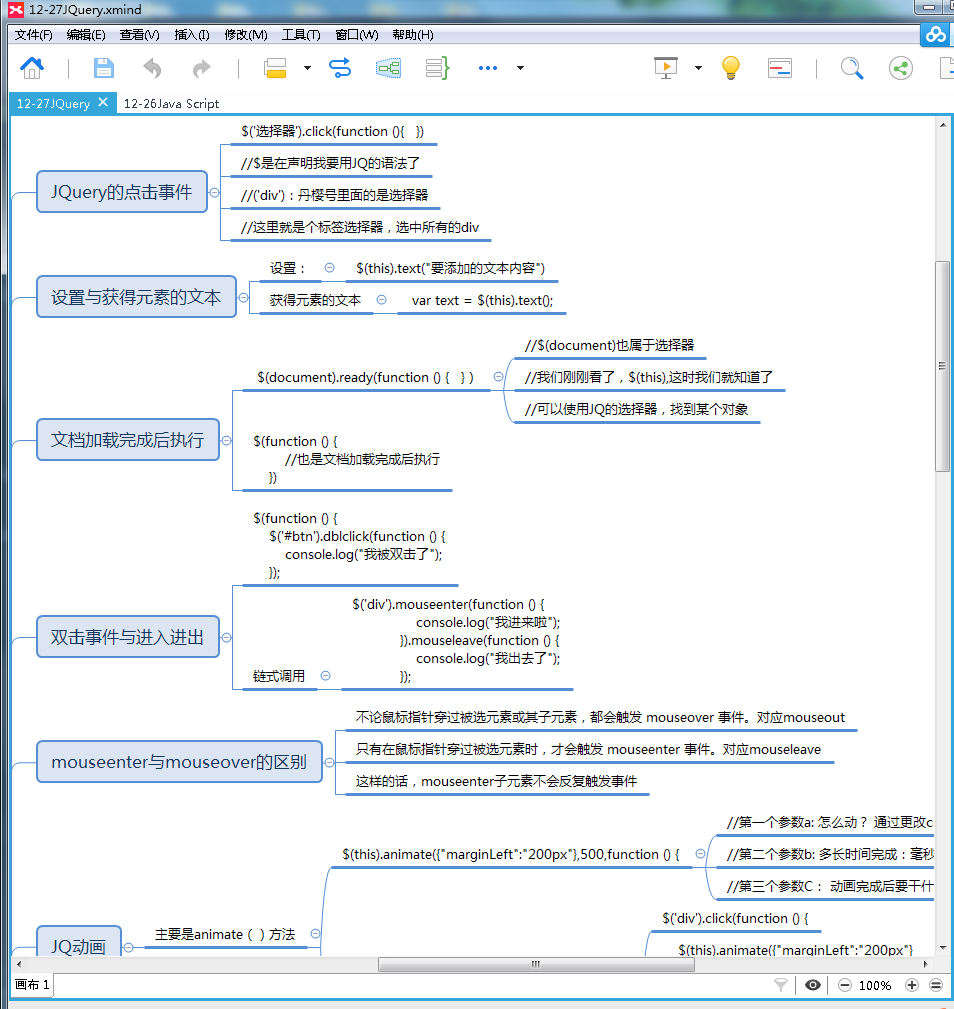 12-27JQuery.xmind
文件(F) 编辑(E) 查看(V) 插入(I) 修改(M) 工具(T) 窗口(W) 帮助(H)
12-27JQuery 12-26Java Script
JQuery的点击事件
$('选择器').click(function (){ })
//$是在声明我要用JQ的语法了
//('div')：丹樱号里面的是选择器
//这里就是个标签选择器，选中所有的div
设置与获得元素的文本
设置： $(this).text("要添加的文本内容")
获得元素的文本 var text = $(this).text();
文档加载完成后执行
$(document).ready(function () { } )
//$(document)也属于选择器
//我们刚刚看了，$(this),这时我们就知道了
//可以使用JQ的选择器，找到某个对象
$(function () {
//也是文档加载完成后执行
})
双击事件与进入进出
$(function () {
$('#btn').dblclick(function () {
console.log("我被双击了");
});
链式调用
$('div').mouseenter(function () {
console.log("我进来啦");
}).mouseleave(function () {
console.log("我出去了");
});
mouseenter与mouseover的区别
不论鼠标指针穿过被选元素或其子元素，都会触发 mouseover 事件。对应mouseout
只有在鼠标指针穿过被选元素时，才会触发 mouseenter 事件。对应mouseleave
这样的话，mouseenter子元素不会反复触发事件
JQ动画
主要是animate（ ）方法
$(this).animate({"marginLeft":"200px"},500,function () {
//第一个参数a: 怎么动？ 通过更改c
//第二个参数b: 多长时间完成：毫秒
//第三个参数C： 动画完成后要干什
$('div').click(function () {
$(this).animate({"marginLeft":"200px"}
画布 1
100%